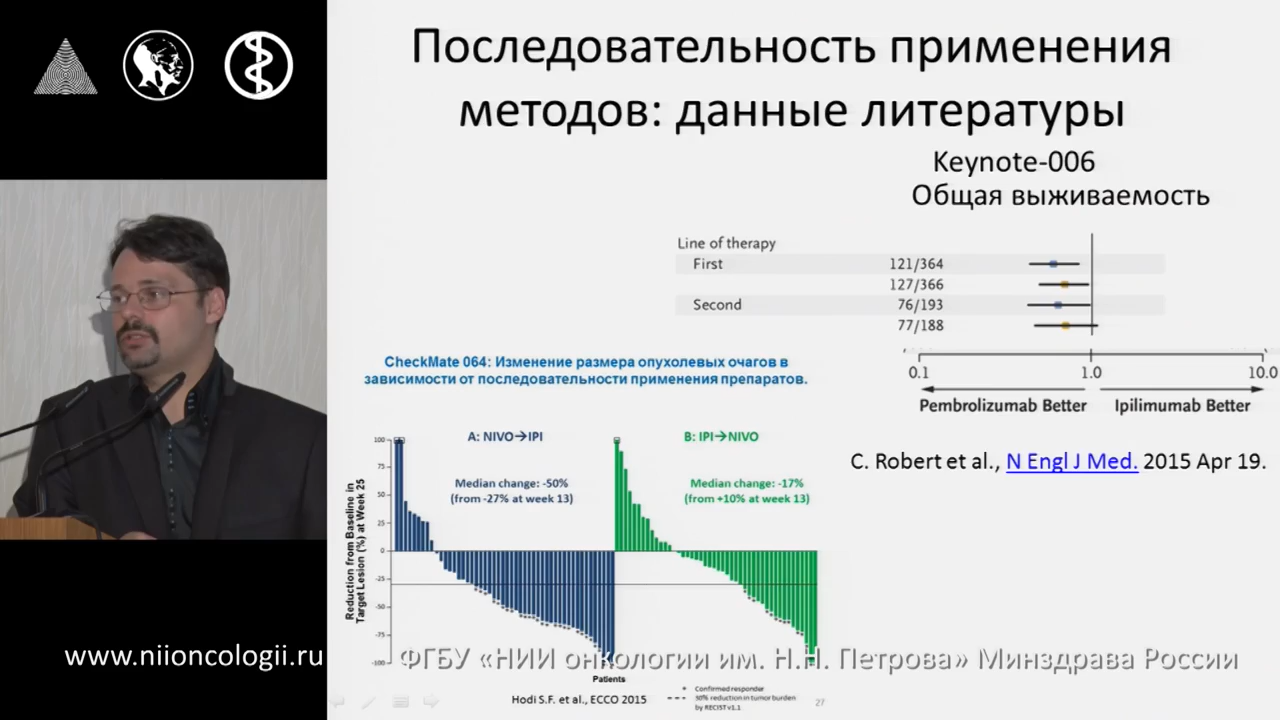 Последовательность применения
методов: данные литературы
Keynote-006
Общая выживаемость
Line of therapy
First 121/364
127/366
Second 76/193
77/188
0.1 1.0 10.0
Pembrolizumab Better Ipilimumab Better
C. Robert et al., N Engl J Med. 2015 Apr 19.
CheckMate 064: Изменение размера опухолевых очагов в
зависимости от последовательности применения препаратов.
A: NIVO→IPI
Median change: -50%
(from -27% at week 13)
B: IPI→NIVO
Median change: -17%
(from +10% at week 13)
Reduction from Baseline in
Target Lesion (%) at Week 25
100
75
50
25
0
-25
-50
-75
-100
Patients
Hodi S.F. et al., ECCO 2015
* Confirmed responder
--- 30% reduction in tumor burden
by RECIST v1.1
27
www.niioncologii.ru
ФГБУ «НИИ онкологии им. Н.Н. Петрова» Минздрава России